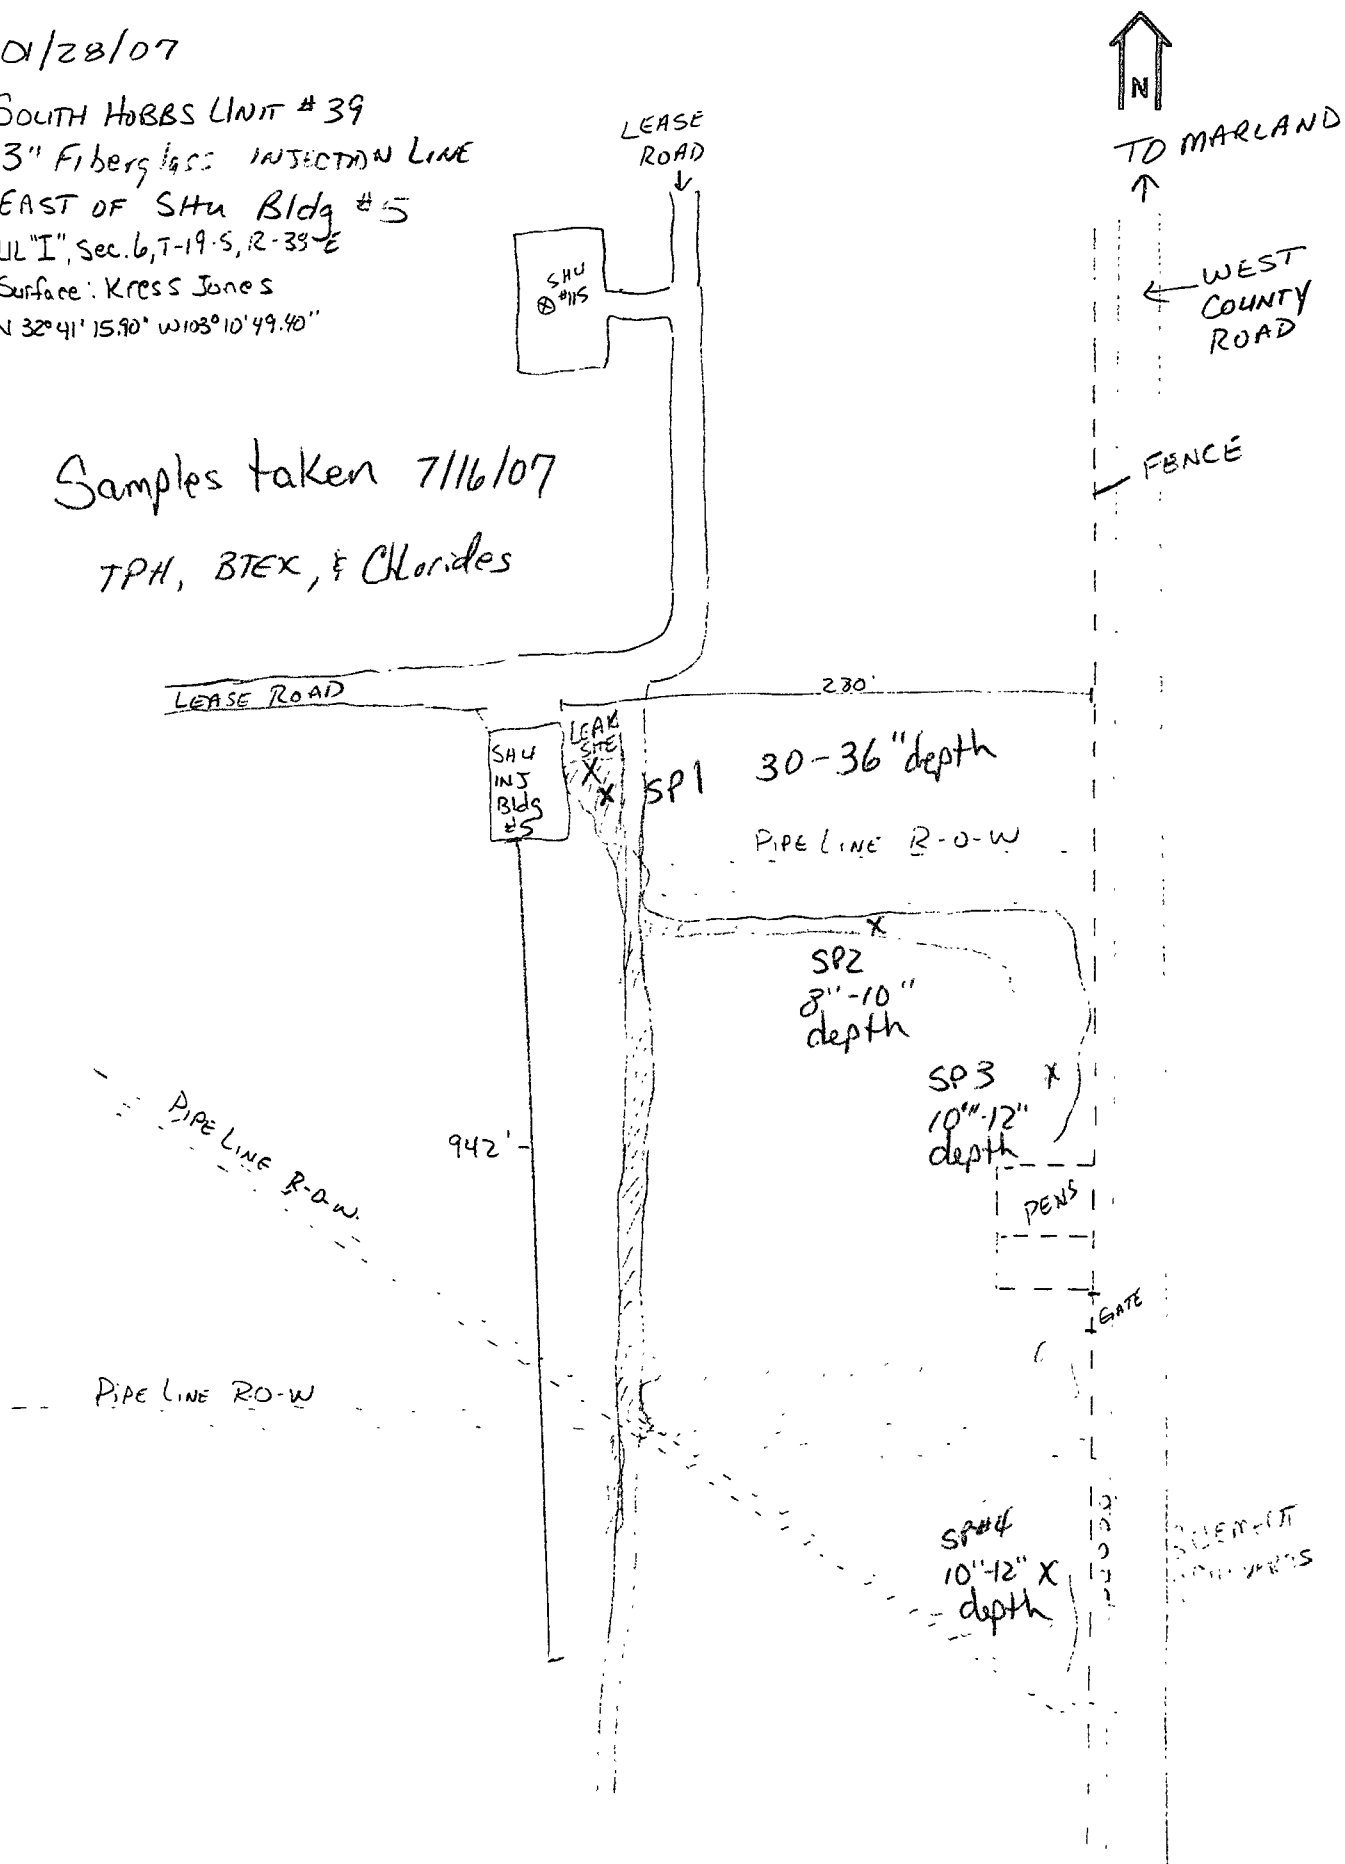 01/28/07
SOUTH HOBBS UNIT #39
3" Fiberglass INJECTION LINE
EAST OF SHU Bldg #5
UL "I", Sec. 6, T-19-S, R-38-E
Surface: Kress Jones
N 32°41'15.90" W103°10'49.40"
N
TO MARLAND
LEASE
ROAD
SHU
#115
WEST
COUNTY
ROAD
FENCE
Samples taken 7/16/07
TPH, BTEX, & Chlorides
LEASE ROAD
LEAK
SITE
SHU
INJ
Bldg
#5
SP1
30-36" depth
PIPE LINE R-O-W
SP2
8"-10"
depth
SP3
10"-12"
depth
PIPE LINE R-O-W.
942'
PENS
GATE
PIPE LINE R-O-W
SP#4
10"-12"
depth